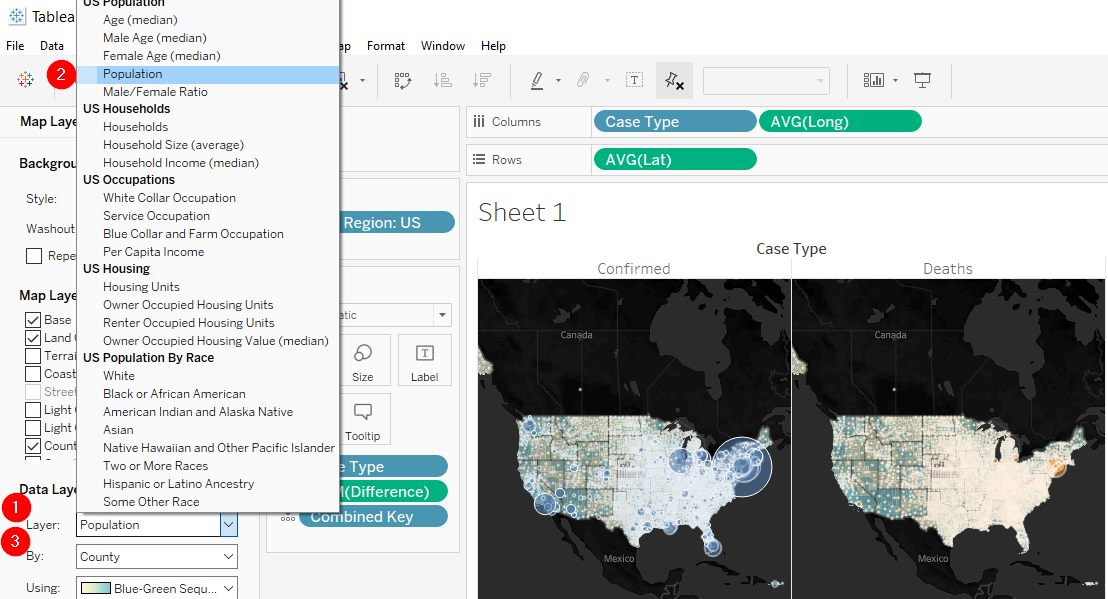 Tablea
US Population
Age (median)
Male Age (median)
Female Age (median)
Population
Male/Female Ratio
US Households
Households
Household Size (average)
Household Income (median)
US Occupations
White Collar Occupation
Service Occupation
Blue Collar and Farm Occupation
Per Capita Income
US Housing
Housing Units
Owner Occupied Housing Units
Renter Occupied Housing Units
Owner Occupied Housing Value (median)
US Population By Race
White
Black or African American
American Indian and Alaska Native
Asian
Native Hawaiian and Other Pacific Islander
Two or More Races
Hispanic or Latino Ancestry
Some Other Race
File Data ap Format Window Help
2
Map Laye
Backgrou
Style:
Washout
Repe
Map Laye
Base
Land
Terrai
Coast
Street
Light
Light
Count
Data Laye
1
Layer: Population
3
By: County
Using: Blue-Green Sequ...
Region: US
atic
Size
T Label
Tooltip
e Type
M(Difference)
Combined Key
Columns Case Type AVG(Long)
Rows AVG(Lat)
Sheet 1
Case Type
Confirmed Deaths
Canada Canada
Mexico Mexico